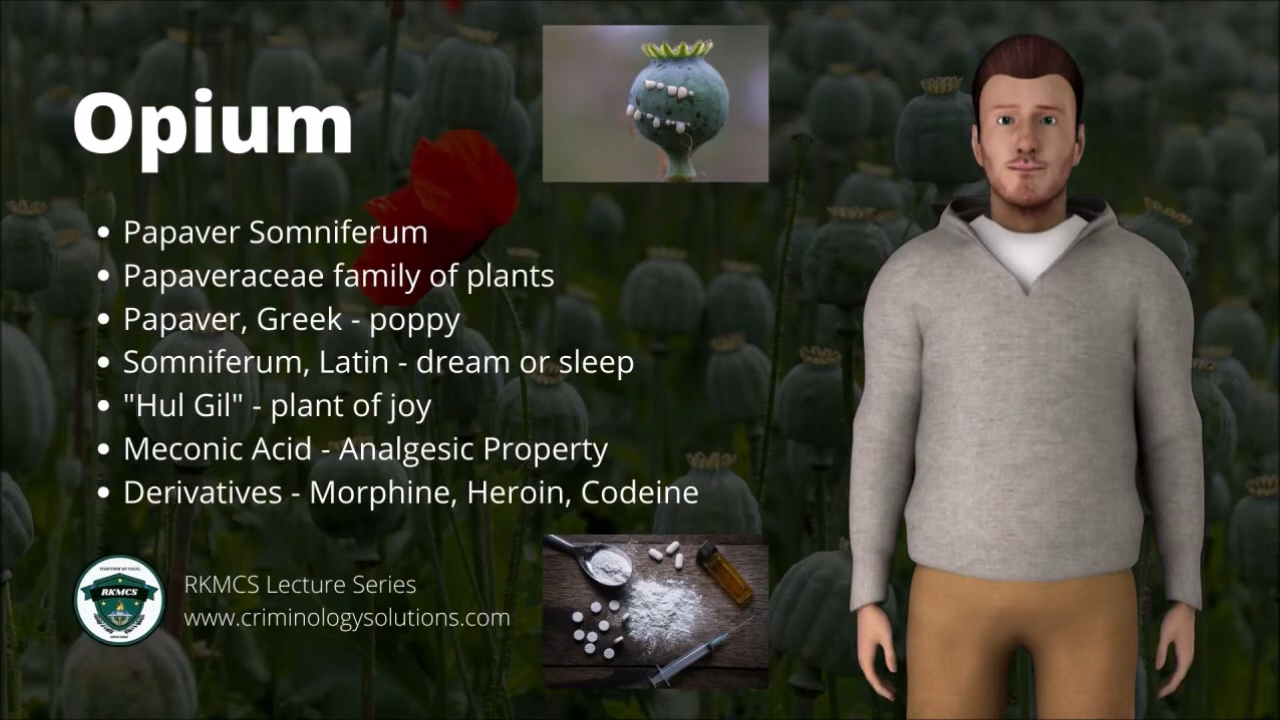 Opium
Papaver Somniferum
Papaveraceae family of plants
Papaver, Greek - poppy
Somniferum, Latin - dream or sleep
"Hul Gil" - plant of joy
Meconic Acid - Analgesic Property
Derivatives - Morphine, Heroin, Codeine
RKMCS
RKMCS Lecture Series
www.criminologysolutions.com